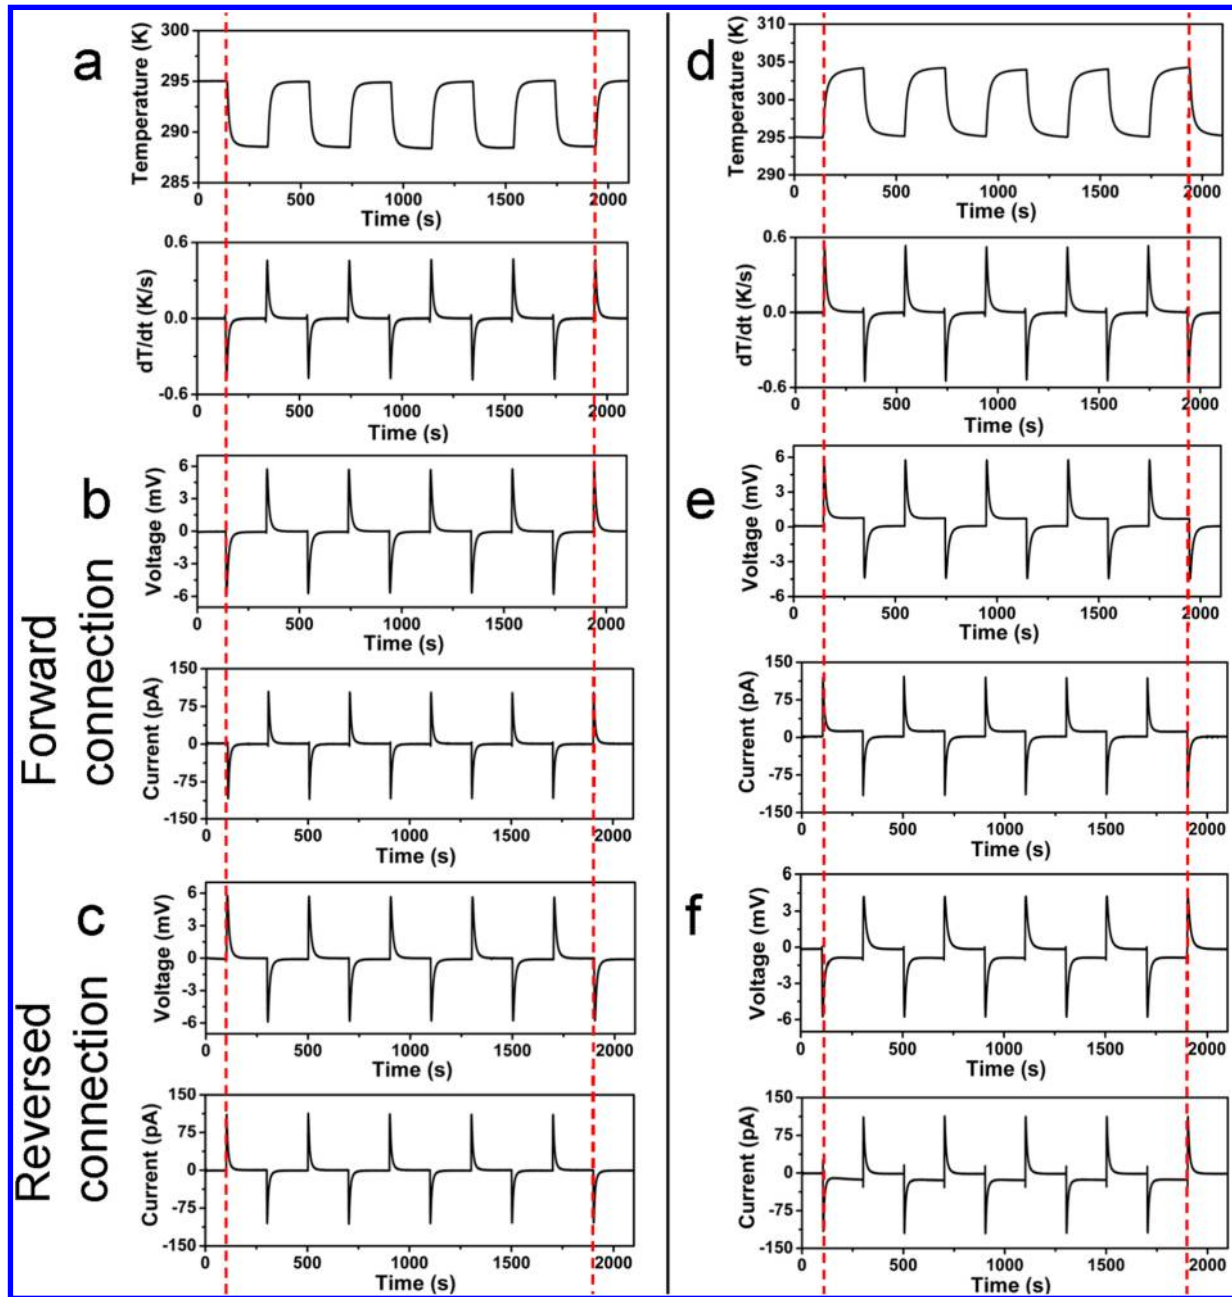 a
Temperature (K)
300
295
290
285
0 500 1000 1500 2000
Time (s)
dT/dt (K/s)
0.6
0.0
-0.6
0 500 1000 1500 2000
Time (s)
Forward
connection
b
Voltage (mV)
6
3
0
-3
-6
0 500 1000 1500 2000
Time (s)
Current (pA)
150
75
0
-75
-150
0 500 1000 1500 2000
Time (s)
Reversed
connection
c
Voltage (mV)
6
3
0
-3
-6
0 500 1000 1500 2000
Time (s)
Current (pA)
150
75
0
-75
-150
0 500 1000 1500 2000
Time (s)
d
Temperature (K)
310
305
300
295
290
0 500 1000 1500 2000
Time (s)
dT/dt (K/s)
0.6
0.0
-0.6
0 500 1000 1500 2000
Time (s)
e
Voltage (mV)
6
3
0
-3
-6
0 500 1000 1500 2000
Time (s)
Current (pA)
150
75
0
-75
-150
0 500 1000 1500 2000
Time (s)
f
Voltage (mV)
6
3
0
-3
-6
0 500 1000 1500 2000
Time (s)
Current (pA)
150
75
0
-75
-150
0 500 1000 1500 2000
Time (s)